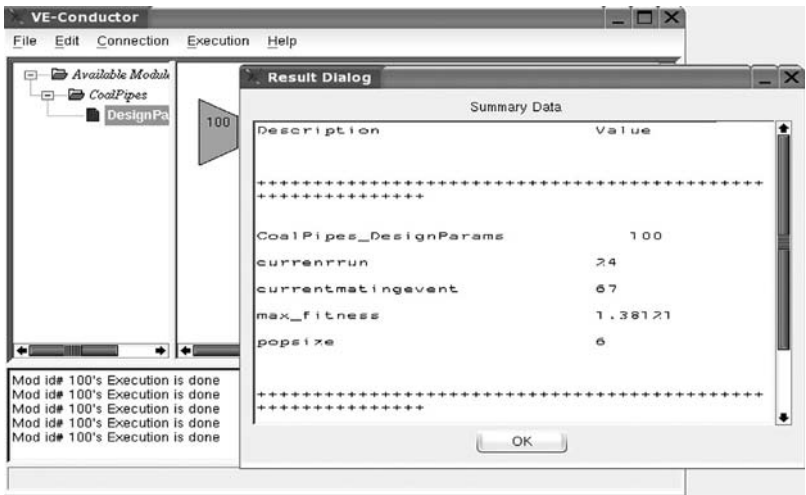 VE-Conductor
File Edit Connection Execution Help
Available Modul
CoalPipes
DesignPa
100
Result Dialog
Summary Data
Description Value
+++++++++++++++++++++++++++++++++++++++++++++
+++++++++++++++
CoalPipes_DesignParams 100
currenrrun 24
currentmatingevent 67
max_fitness 1.38121
popsize 6
+++++++++++++++++++++++++++++++++++++++++++++
+++++++++++++++
OK
Mod id# 100's Execution is done
Mod id# 100's Execution is done
Mod id# 100's Execution is done
Mod id# 100's Execution is done
Mod id# 100's Execution is done